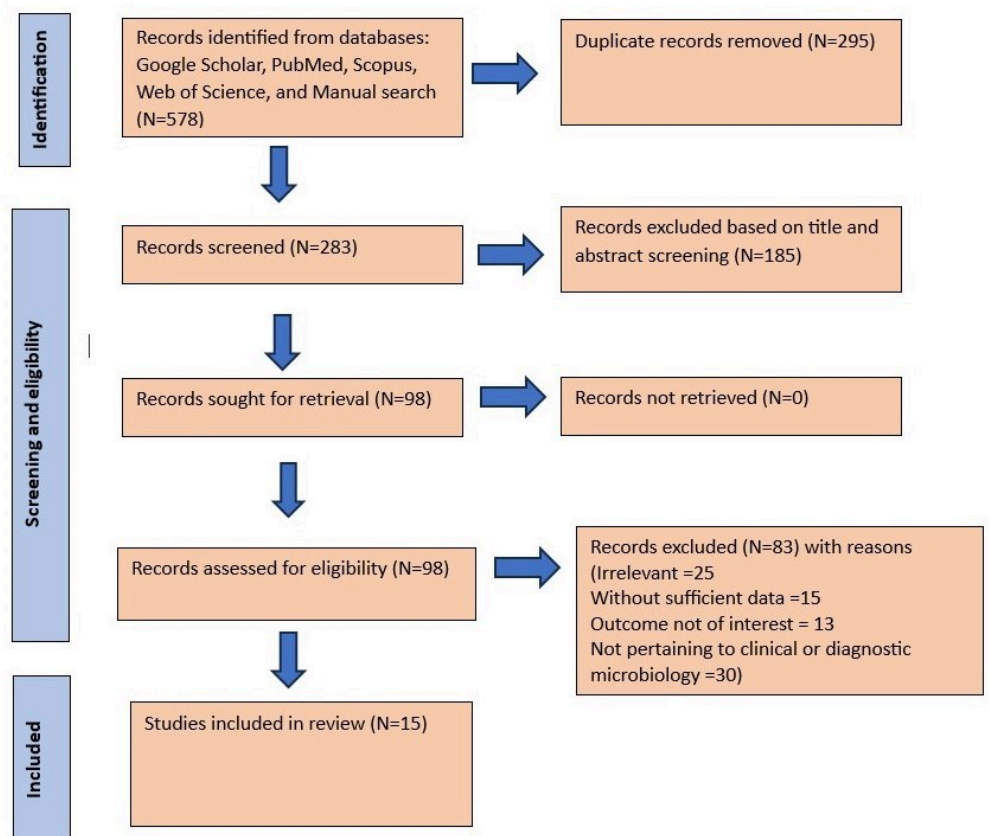 Identification
Records identified from databases:
Google Scholar, PubMed, Scopus,
Web of Science, and Manual search
(N=578)
Duplicate records removed (N=295)
Screening and eligibility
Records screened (N=283)
Records excluded based on title and
abstract screening (N=185)
Records sought for retrieval (N=98)
Records not retrieved (N=0)
Records assessed for eligibility (N=98)
Records excluded (N=83) with reasons
(Irrelevant =25
Without sufficient data =15
Outcome not of interest = 13
Not pertaining to clinical or diagnostic
microbiology =30)
Included
Studies included in review (N=15)